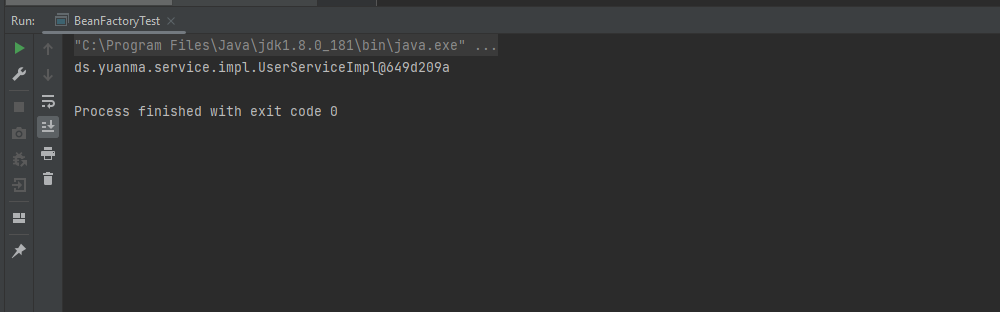 Run: BeanFactoryTest
"C:\Program Files\Java\jdk1.8.0_181\bin\java.exe" ...
ds.yuanma.service.impl.UserServiceImpl@649d209a
Process finished with exit code 0